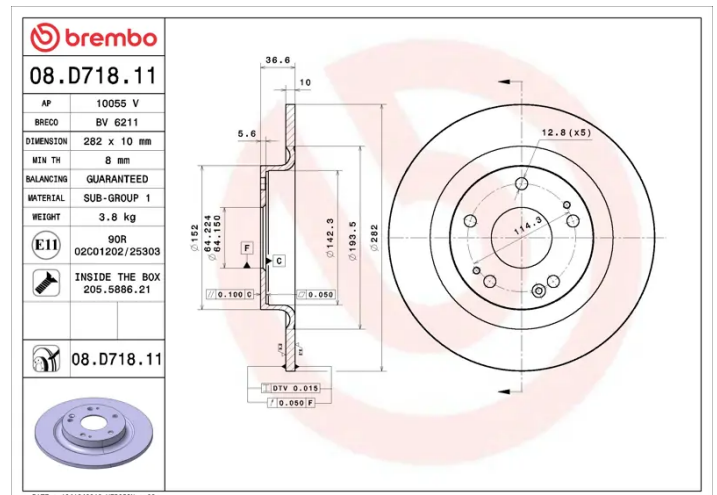 brembo
08.D718.11
AP 10055 V
BRECO BV 6211
DIMENSION 282 x 10 mm
MIN TH 8 mm
BALANCING GUARANTEED
MATERIAL SUB-GROUP 1
WEIGHT 3.8 kg
E11 90R
02C01202/25303
INSIDE THE BOX
205.5886.21
08.D718.11
36.6
10
5.6
Ø152
Ø64.224
64.150
F
C
Ø142.3
Ø193.5
Ø282
// 0.100 C
0.050
DTV 0.015
0.050 F
12.8(x5)
114.3